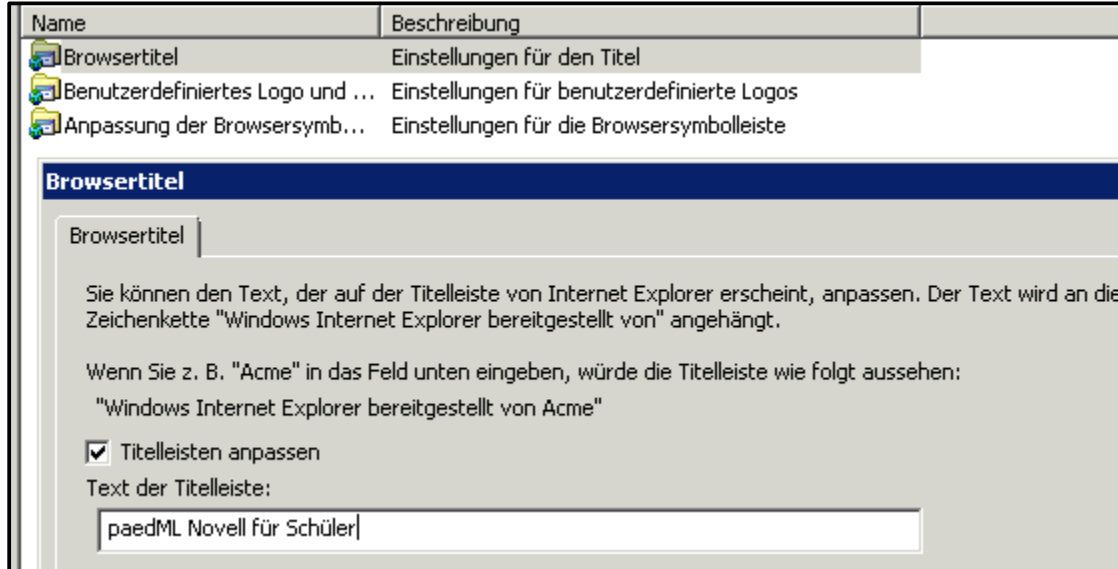 Name Beschreibung
Browsertitel Einstellungen für den Titel
Benutzerdefiniertes Logo und ... Einstellungen für benutzerdefinierte Logos
Anpassung der Browsersymb... Einstellungen für die Browsersymbolleiste
Browsertitel
Browsertitel
Sie können den Text, der auf der Titelleiste von Internet Explorer erscheint, anpassen. Der Text wird an die
Zeichenkette "Windows Internet Explorer bereitgestellt von" angehängt.
Wenn Sie z. B. "Acme" in das Feld unten eingeben, würde die Titelleiste wie folgt aussehen:
"Windows Internet Explorer bereitgestellt von Acme"
Titelleisten anpassen
Text der Titelleiste:
paedML Novell für Schüler